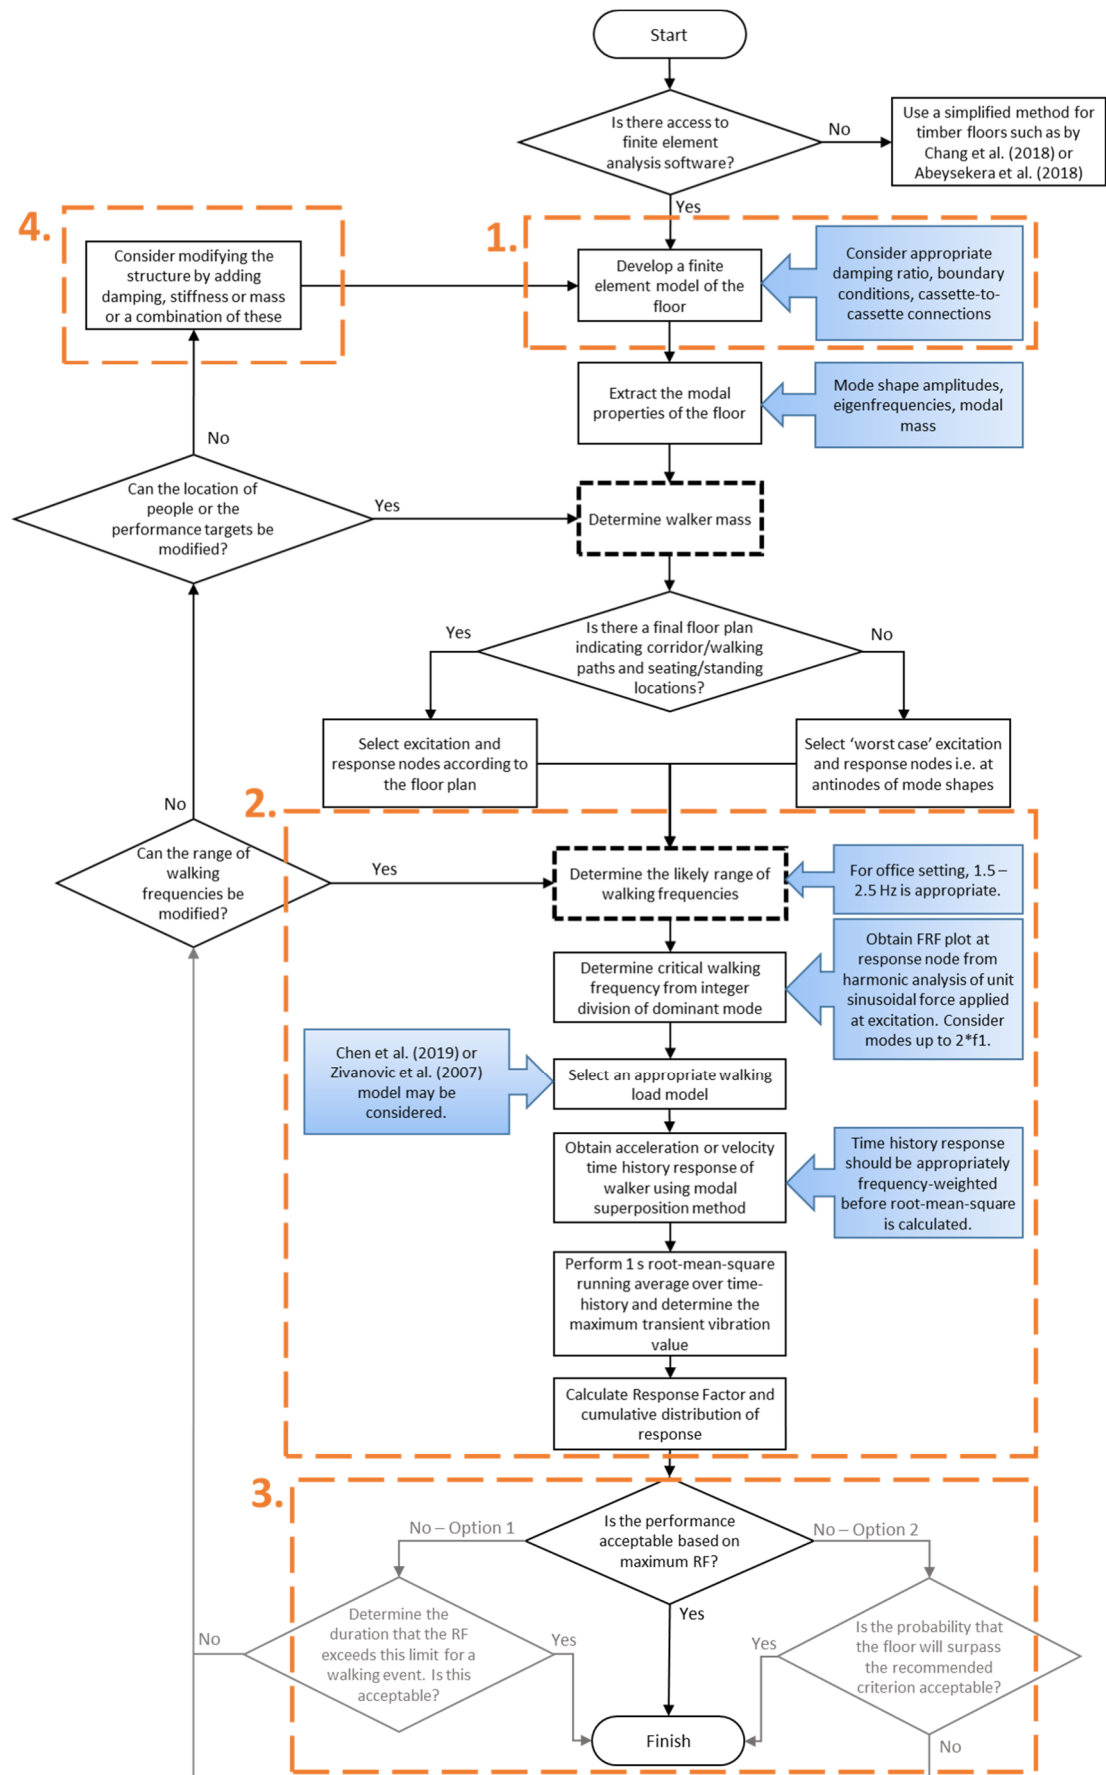 Start
Is there access to
finite element
analysis software?
No
Use a simplified method for
timber floors such as by
Chang et al. (2018) or
Abeysekera et al. (2018)
Yes
4.
Consider modifying the
structure by adding
damping, stiffness or mass
or a combination of these
1.
Develop a finite
element model of the
floor
Consider appropriate
damping ratio, boundary
conditions, cassette-to-
cassette connections
Extract the modal
properties of the floor
Mode shape amplitudes,
eigenfrequencies, modal
mass
No
Can the location of
people or the
performance targets be
modified?
Yes
Determine walker mass
Is there a final floor plan
indicating corridor/walking
paths and seating/standing
locations?
Yes
No
Select excitation and
response nodes according to
the floor plan
Select ‘worst case’ excitation
and response nodes i.e. at
antinodes of mode shapes
No
2.
Can the range of
walking
frequencies be
modified?
Yes
Determine the likely range of
walking frequencies
For office setting, 1.5 –
2.5 Hz is appropriate.
Determine critical walking
frequency from integer
division of dominant mode
Obtain FRF plot at
response node from
harmonic analysis of unit
sinusoidal force applied
at excitation. Consider
modes up to 2*f1.
Chen et al. (2019) or
Zivanovic et al. (2007)
model may be
considered.
Select an appropriate walking
load model
Obtain acceleration or velocity
time history response of
walker using modal
superposition method
Time history response
should be appropriately
frequency-weighted
before root-mean-square
is calculated.
Perform 1 s root-mean-square
running average over time-
history and determine the
maximum transient vibration
value
Calculate Response Factor and
cumulative distribution of
response
3.
Is the performance
acceptable based on
maximum RF?
No – Option 1
No – Option 2
Yes
Determine the
duration that the RF
exceeds this limit for a
walking event. Is this
acceptable?
No
Yes
Is the probability that
the floor will surpass
the recommended
criterion acceptable?
Yes
No
Finish